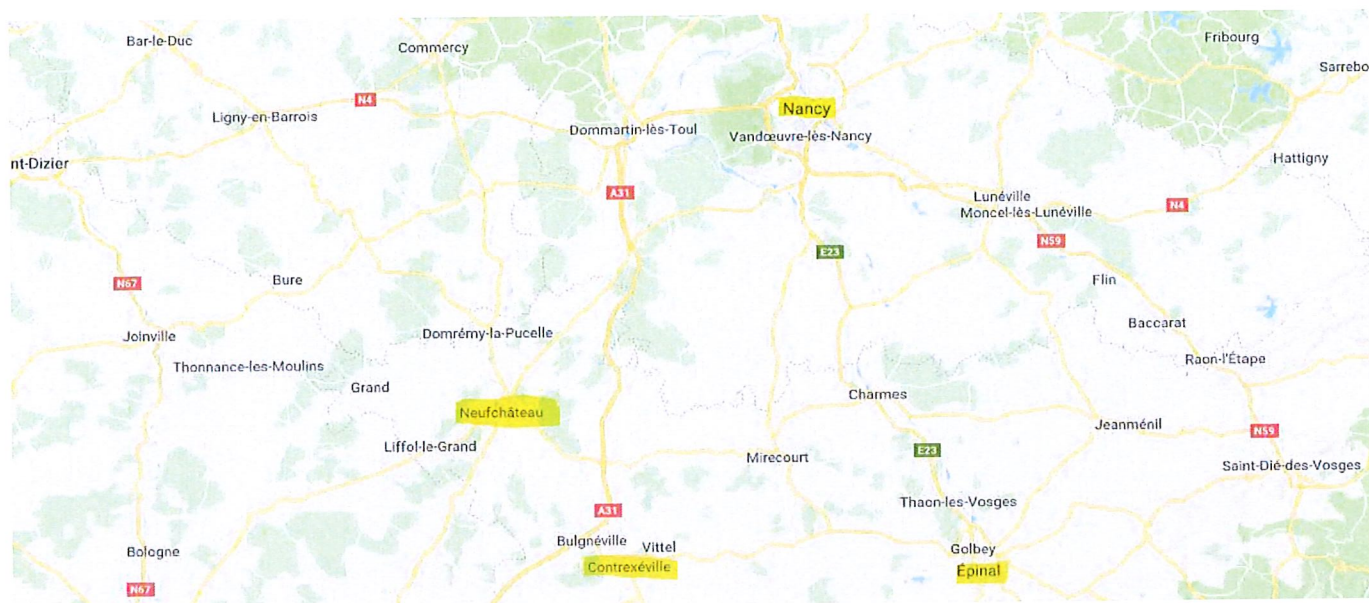 Bar-le-Duc
Commercy
Fribourg
Sarrebo
N4
Nancy
Ligny-en-Barrois
Dommartin-lès-Toul
Vandœuvre-lès-Nancy
nt-Dizier
Hattigny
A31
Lunéville
Moncel-lès-Lunéville
N4
N59
E23
N67
Bure
Flin
Joinville
Domrémy-la-Pucelle
Baccarat
Thonnance-les-Moulins
Raon-l'Étape
Grand
Charmes
Neufchâteau
Jeanménil
N59
Liffol-le-Grand
Mirecourt
E23
Saint-Dié-des-Vosges
A31
Thaon-les-Vosges
Bologne
Bulgnéville
Vittel
Golbey
Contrexéville
Épinal
N67